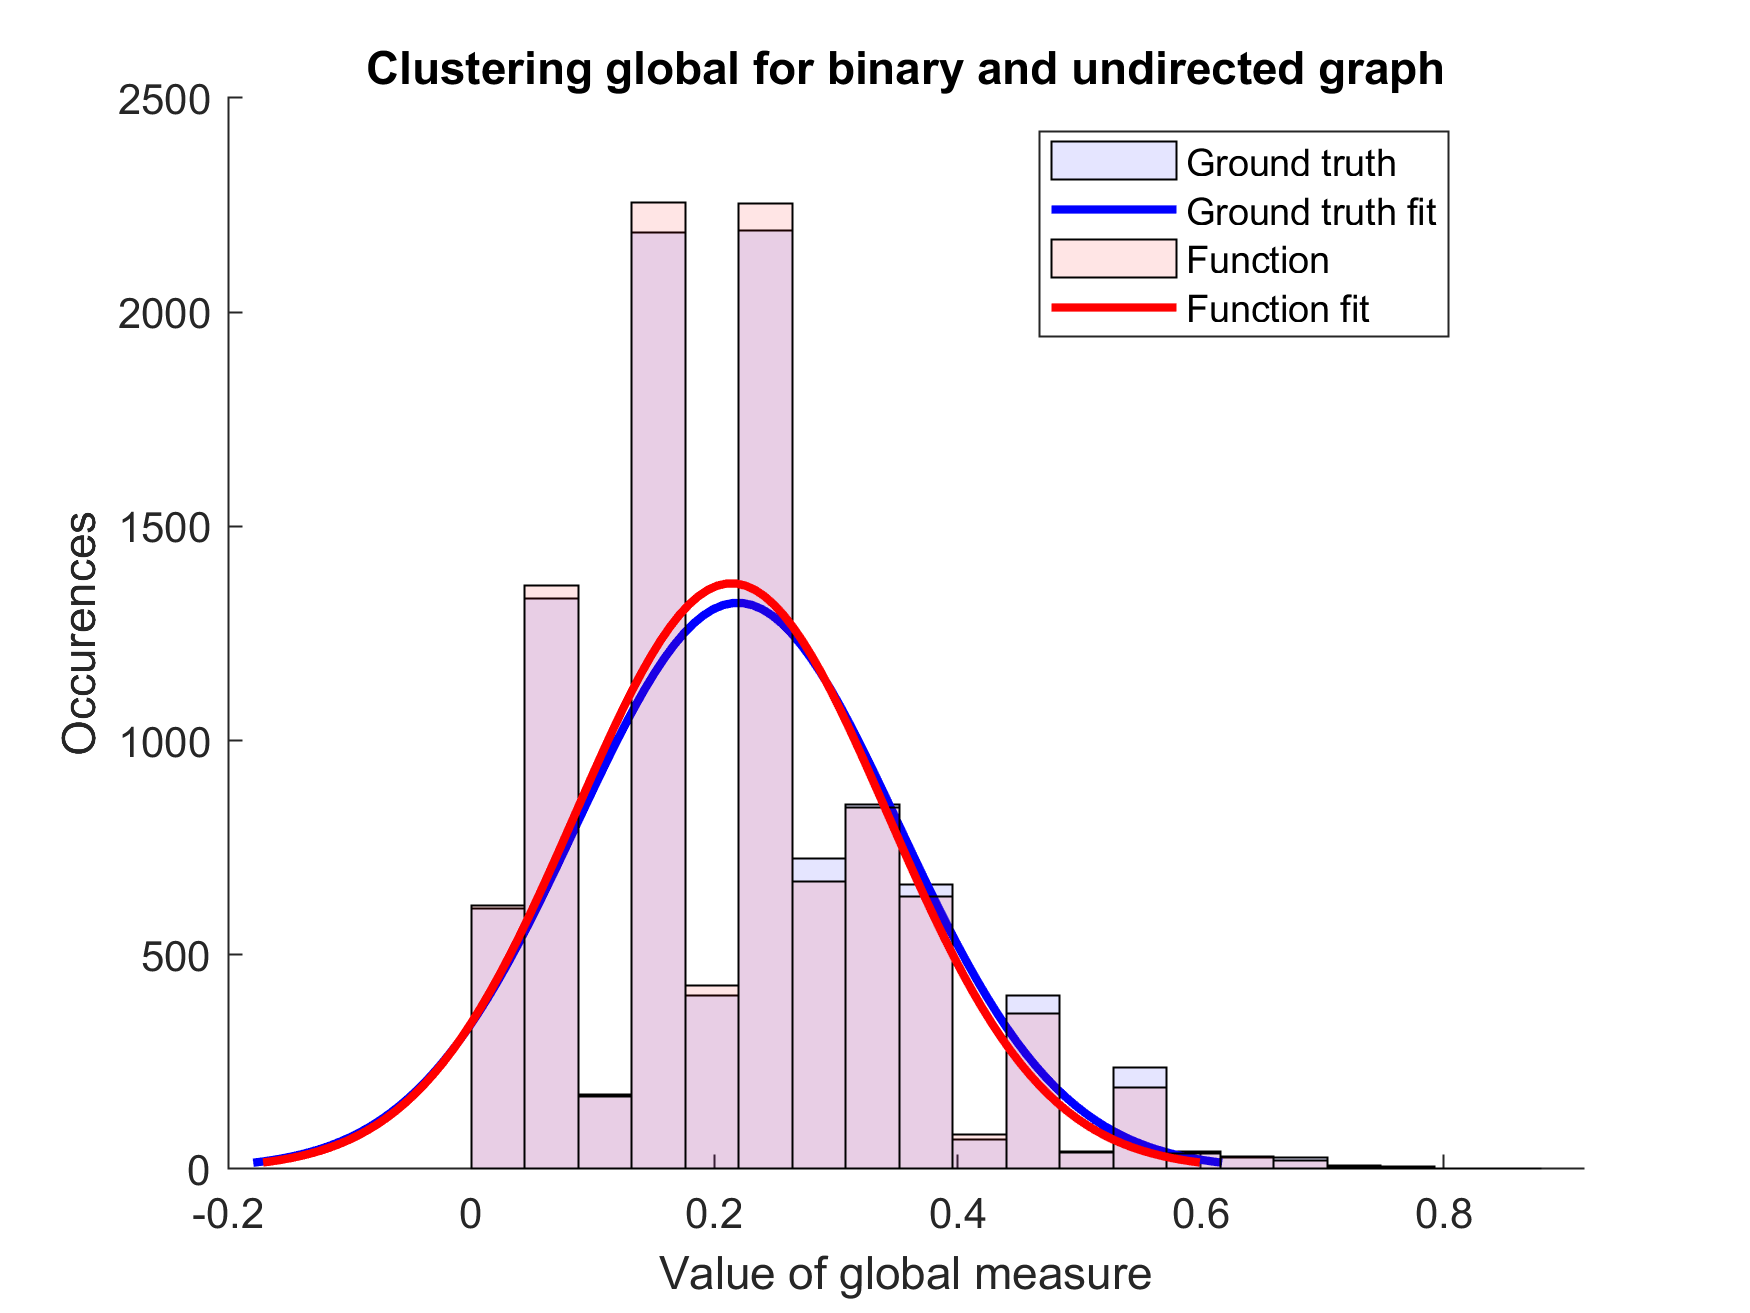 Clustering global for binary and undirected graph
2500
2000
1500
1000
500
0
Occurences
Ground truth
Ground truth fit
Function
Function fit
-0.2 0 0.2 0.4 0.6 0.8
Value of global measure